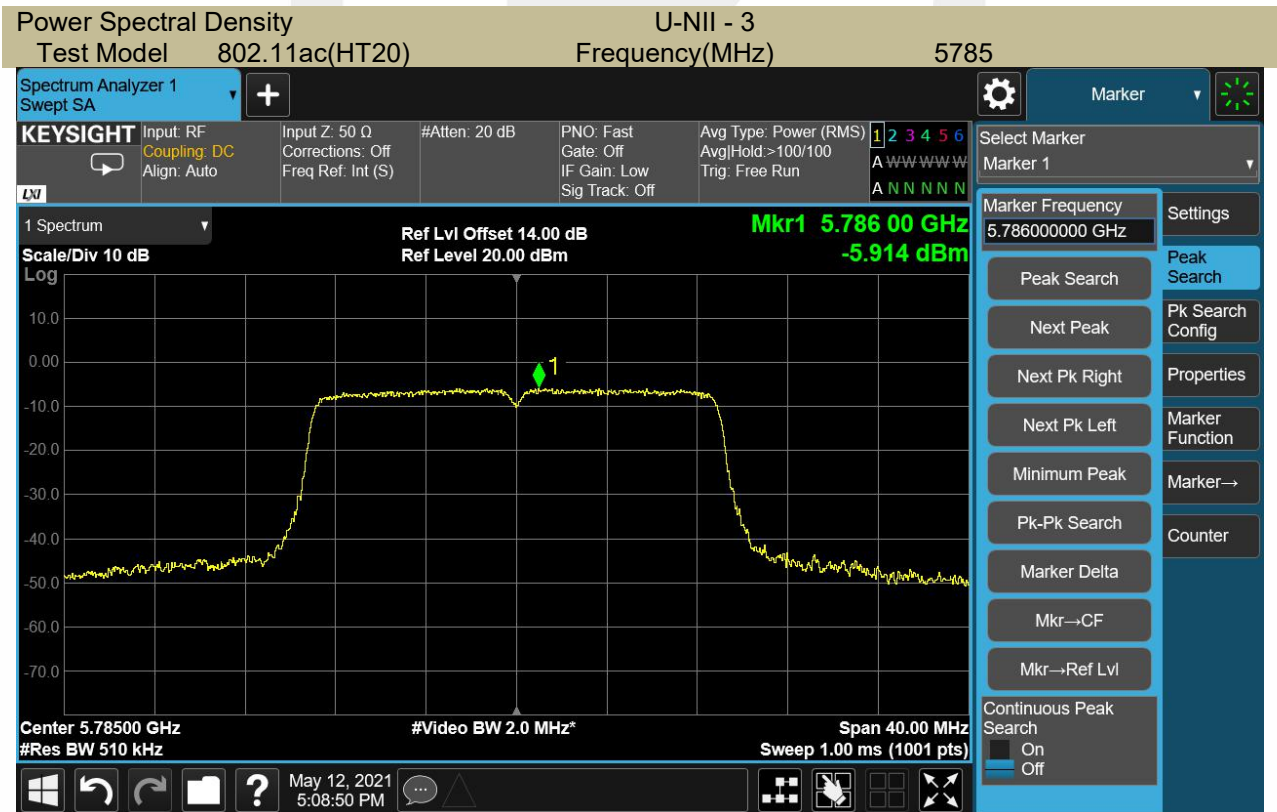 Power Spectral Density U-NII - 3
Test Model 802.11ac(HT20) Frequency(MHz) 5785
Spectrum Analyzer 1
Swept SA
+
Marker
KEYSIGHT
LXI
Input: RF
Coupling: DC
Align: Auto
Input Z: 50 Ω
Corrections: Off
Freq Ref: Int (S)
#Atten: 20 dB
PNO: Fast
Gate: Off
IF Gain: Low
Sig Track: Off
Avg Type: Power (RMS)
Avg|Hold:>100/100
Trig: Free Run
1 2 3 4 5 6
A W W W W W
A N N N N N
Select Marker
Marker 1
1 Spectrum
Scale/Div 10 dB
Log
Ref Lvl Offset 14.00 dB
Ref Level 20.00 dBm
Mkr1 5.786 00 GHz
-5.914 dBm
1
10.0
0.00
-10.0
-20.0
-30.0
-40.0
-50.0
-60.0
-70.0
Center 5.78500 GHz
#Res BW 510 kHz
#Video BW 2.0 MHz*
Span 40.00 MHz
Sweep 1.00 ms (1001 pts)
Marker Frequency
5.786000000 GHz
Peak Search
Next Peak
Next Pk Right
Next Pk Left
Minimum Peak
Pk-Pk Search
Marker Delta
Mkr→CF
Mkr→Ref Lvl
Continuous Peak
Search
On
Off
Settings
Peak
Search
Pk Search
Config
Properties
Marker
Function
Marker→
Counter
?
May 12, 2021
5:08:50 PM